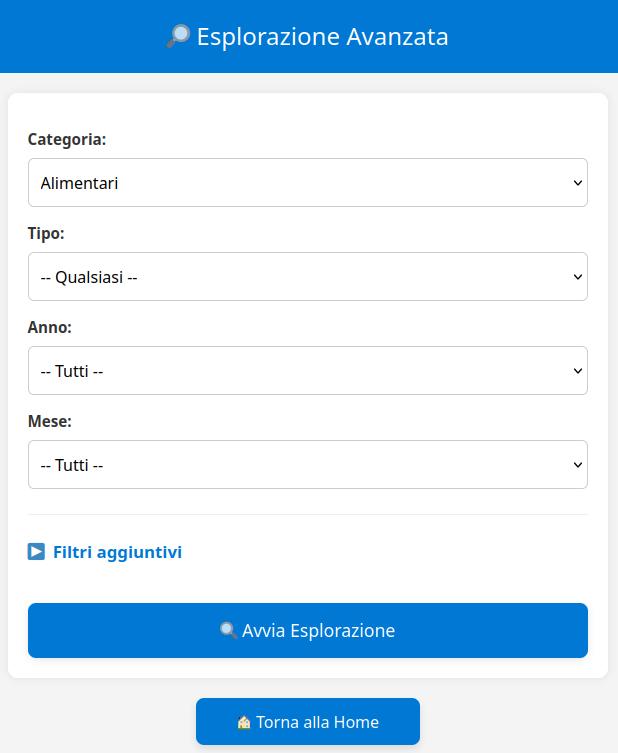 Esplorazione Avanzata
Categoria:
Alimentari
Tipo:
-- Qualsiasi --
Anno:
-- Tutti --
Mese:
-- Tutti --
Filtri aggiuntivi
Avvia Esplorazione
Torna alla Home